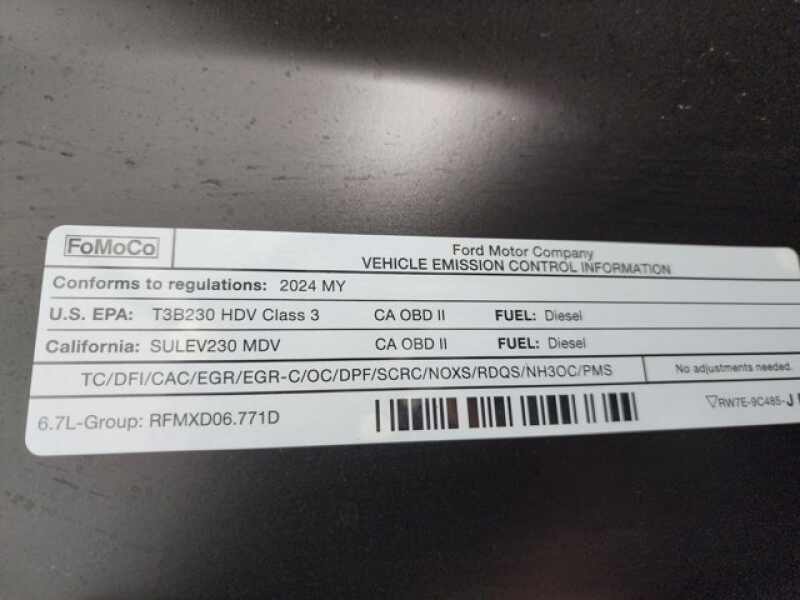 FoMoCo
Ford Motor Company
VEHICLE EMISSION CONTROL INFORMATION
Conforms to regulations: 2024 MY
U.S. EPA: T3B230 HDV Class 3 CA OBD II FUEL: Diesel
California: SULEV230 MDV CA OBD II FUEL: Diesel
TC/DFI/CAC/EGR/EGR-C/OC/DPF/SCRC/NOXS/RDQS/NH3OC/PMS No adjustments needed.
6.7L-Group: RFMXD06.771D ▽RW7E-9C485-J